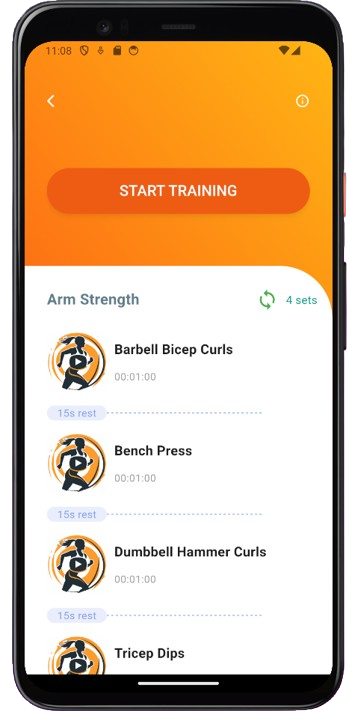 11:08
START TRAINING
Arm Strength
4 sets
Barbell Bicep Curls
00:01:00
15s rest
Bench Press
00:01:00
15s rest
Dumbbell Hammer Curls
00:01:00
15s rest
Tricep Dips